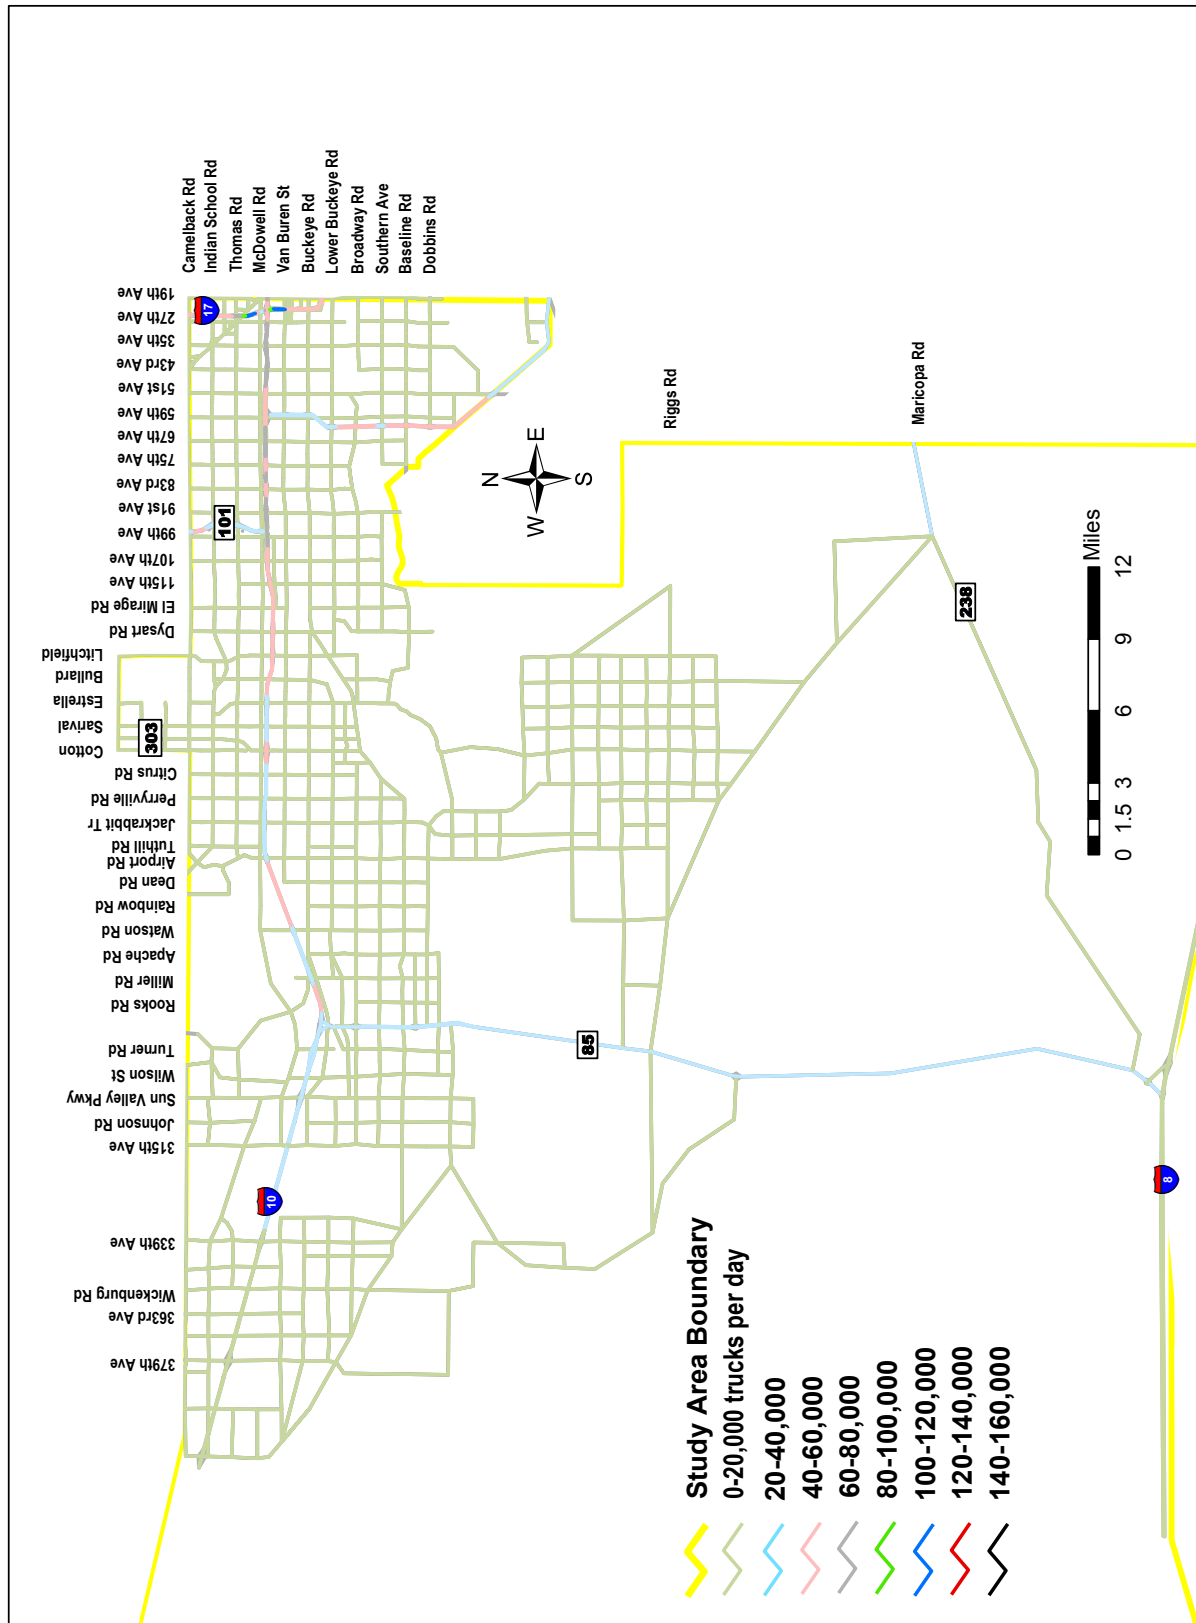 Camelback Rd
Indian School Rd
Thomas Rd
McDowell Rd
Van Buren St
Buckeye Rd
Lower Buckeye Rd
Broadway Rd
Southern Ave
Baseline Rd
Dobbins Rd
19th Ave
27th Ave
35th Ave
43rd Ave
51st Ave
59th Ave
67th Ave
75th Ave
83rd Ave
91st Ave
99th Ave
107th Ave
115th Ave
El Mirage Rd
Dysart Rd
Litchfield
Bullard
Estrella
Sarival
Cotton
Citrus Rd
Perryville Rd
Jackrabbit Tr
Tuthill Rd
Airport Rd
Dean Rd
Rainbow Rd
Watson Rd
Apache Rd
Miller Rd
Rooks Rd
Turner Rd
Wilson St
Sun Valley Pkwy
Johnson Rd
315th Ave
339th Ave
Wickenburg Rd
363rd Ave
379th Ave
17
101
303
10
85
238
8
Riggs Rd
Maricopa Rd
N
E
S
W
0 1.5 3 6 9 12
Miles
Study Area Boundary
0-20,000 trucks per day
20-40,000
40-60,000
60-80,000
80-100,000
100-120,000
120-140,000
140-160,000